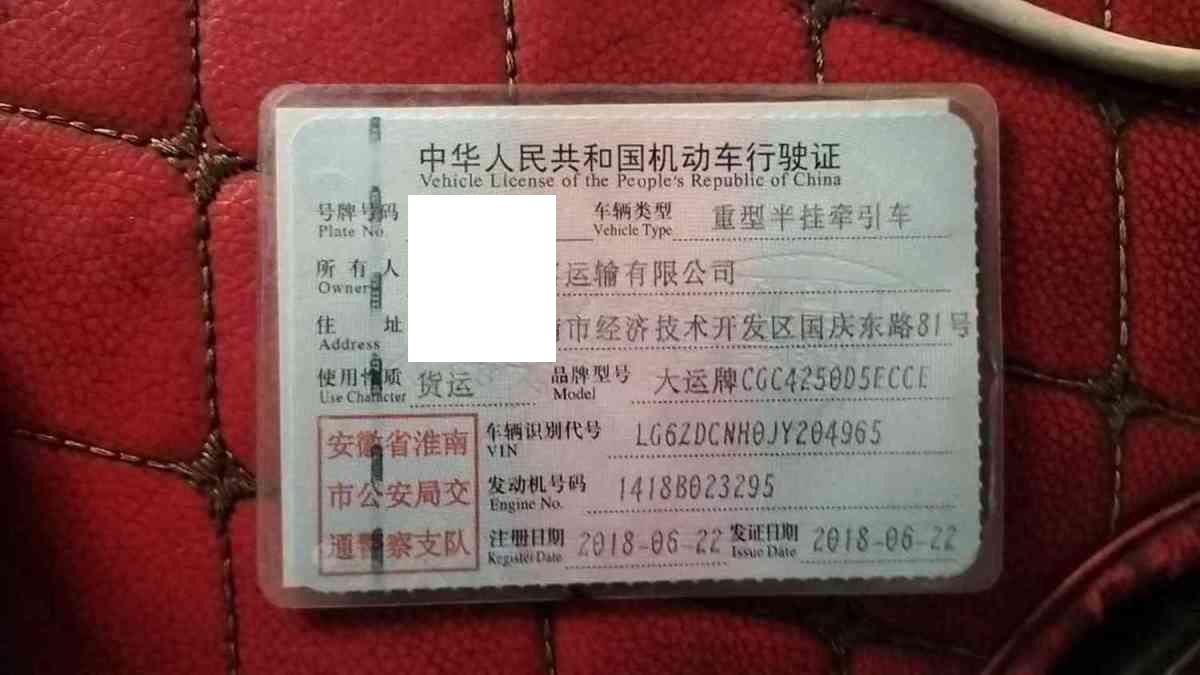 中华人民共和国机动车行驶证
Vehicle License of the People's Republic of China
号牌号码 车辆类型 重型半挂牵引车
Plate No. Vehicle Type
所有人 运输有限公司
Owner
住址 市经济技术开发区国庆东路81号
Address
使用性质 货运 品牌型号 大运牌CGC4250D5ECCE
Use Character Model
安徽省淮南 车辆识别代号 LG6ZDCNH0JY204965
VIN
市公安局交 发动机号码 1418B023295
Engine No.
通警察支队 注册日期 2018-06-22 发证日期 2018-06-22
Register Date Issue Date